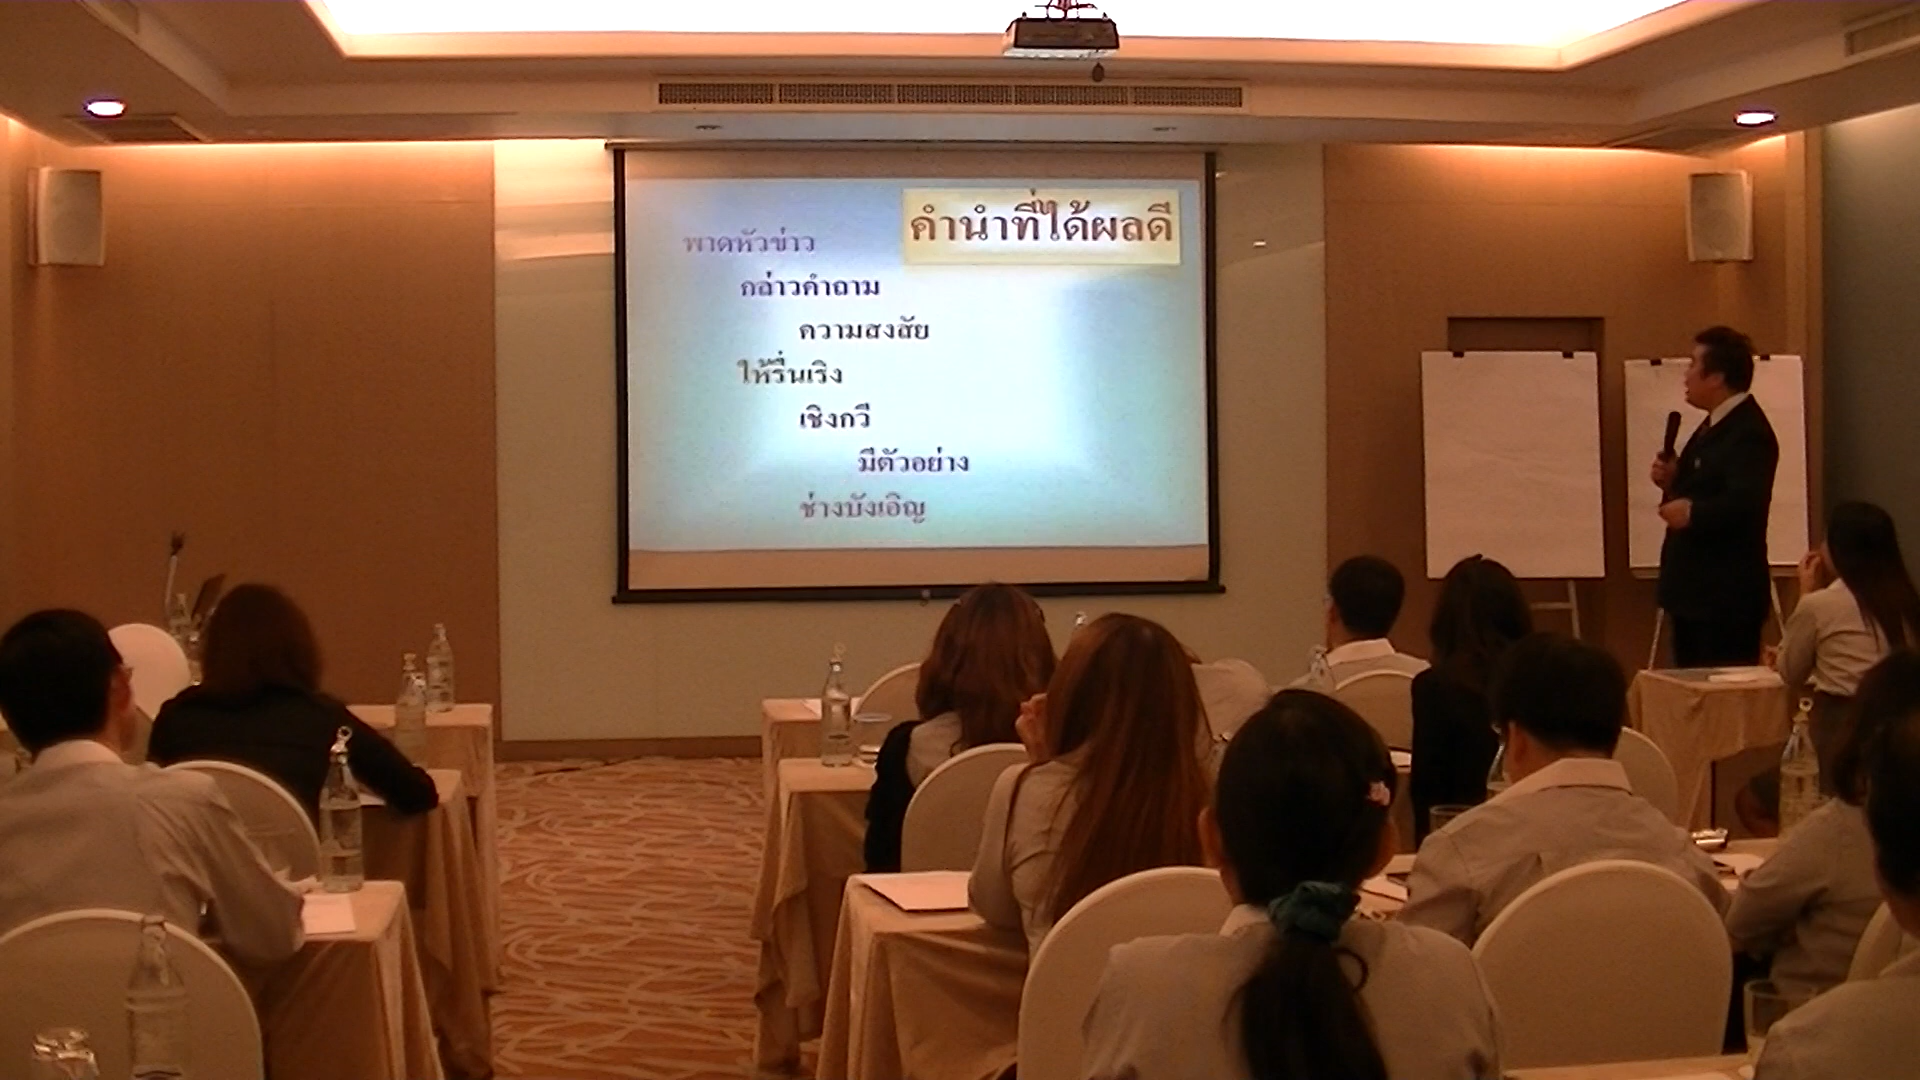 คำนำที่ได้ผลดี
พาดหัวข่าว
กล่าวคำถาม
ความสงสัย
ให้รื่นเริง
เชิงกวี
มีตัวอย่าง
ช่างบังเอิญ